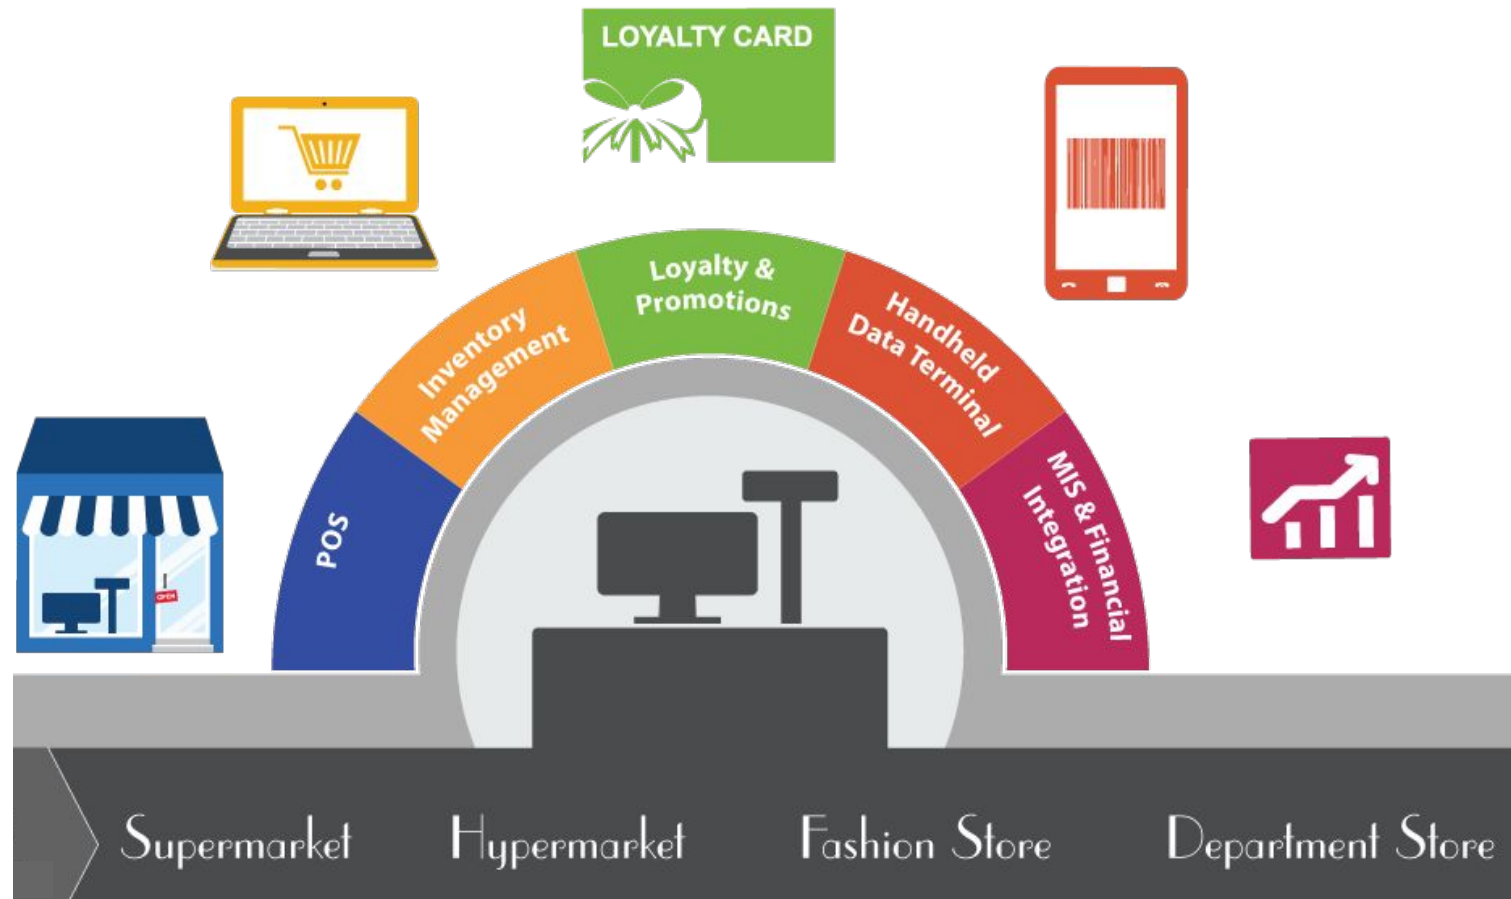 LOYALTY CARD
Loyalty &
Promotions
Inventory
Management
Handheld
Data Terminal
POS
MIS & Financial
Integration
OPEN
Supermarket
Hypermarket
Fashion Store
Department Store